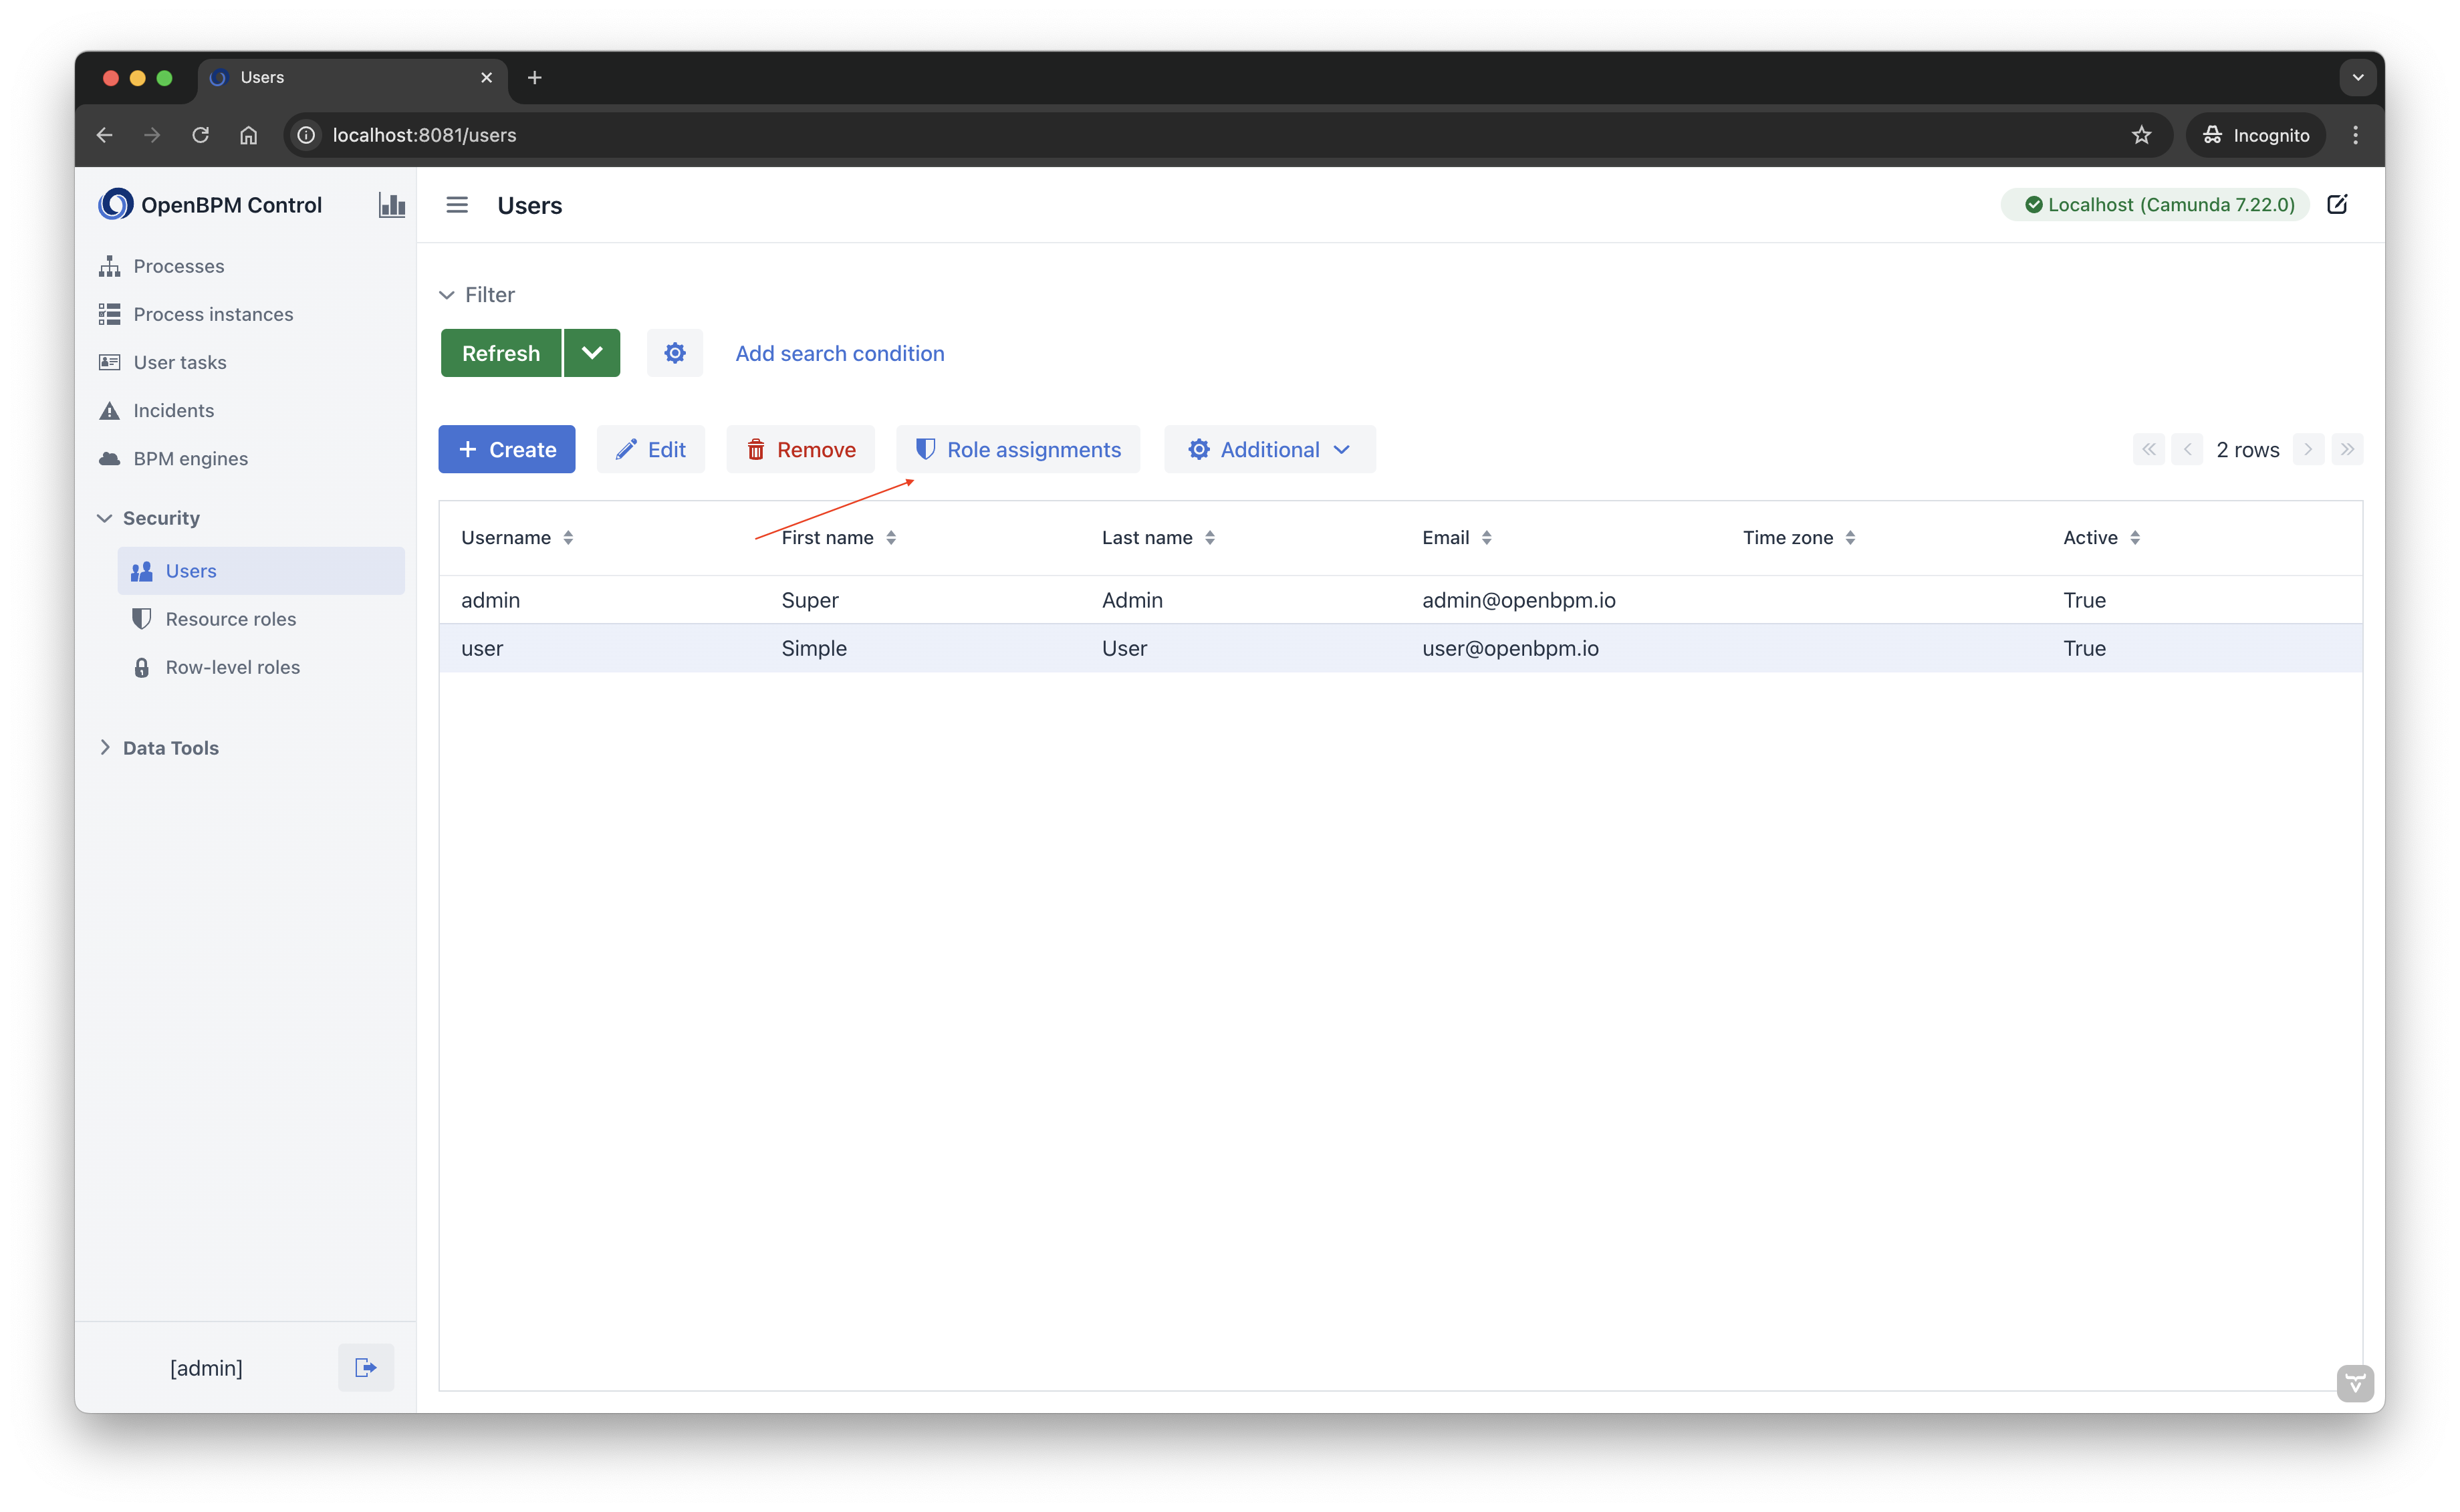 Users
localhost:8081/users
Incognito
OpenBPM Control
Users
Localhost (Camunda 7.22.0)
Processes
Process instances
User tasks
Incidents
BPM engines
Security
Users
Resource roles
Row-level roles
Data Tools
[admin]
Filter
Refresh
Add search condition
Create
Edit
Remove
Role assignments
Additional
2 rows
Username First name Last name Email Time zone Active
admin Super Admin admin@openbpm.io True
user Simple User user@openbpm.io True